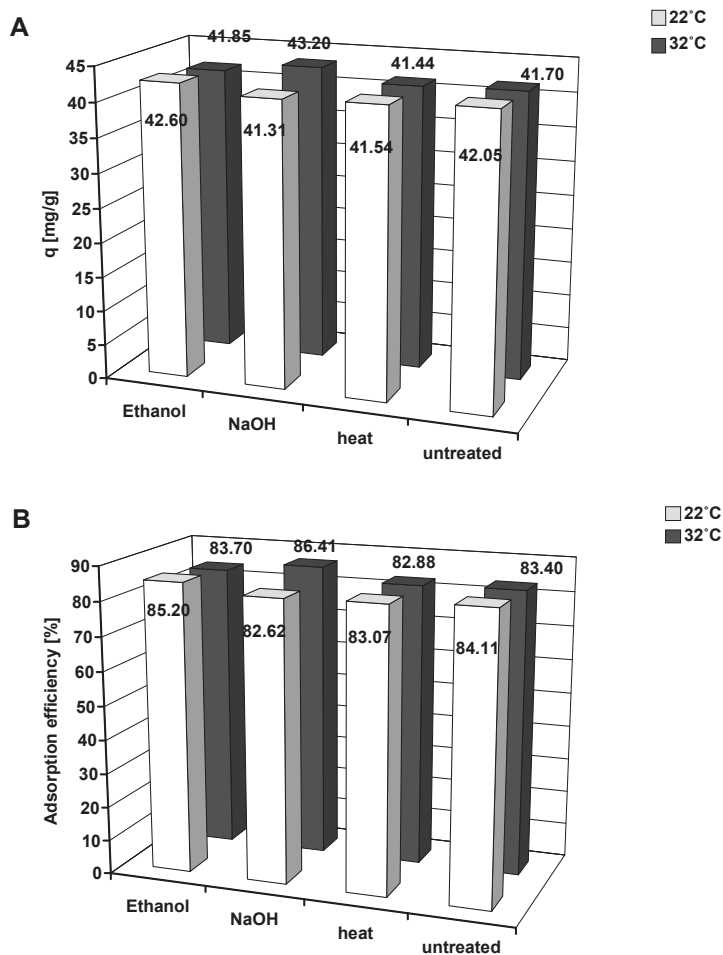 A
22˚C
32˚C
41.85
43.20
41.44
41.70
45
40
35
30
25
20
15
10
5
0
q [mg/g]
42.60
41.31
41.54
42.05
Ethanol
NaOH
heat
untreated
B
22˚C
32˚C
83.70
86.41
82.88
83.40
90
80
70
60
50
40
30
20
10
0
Adsorption efficiency [%]
85.20
82.62
83.07
84.11
Ethanol
NaOH
heat
untreated